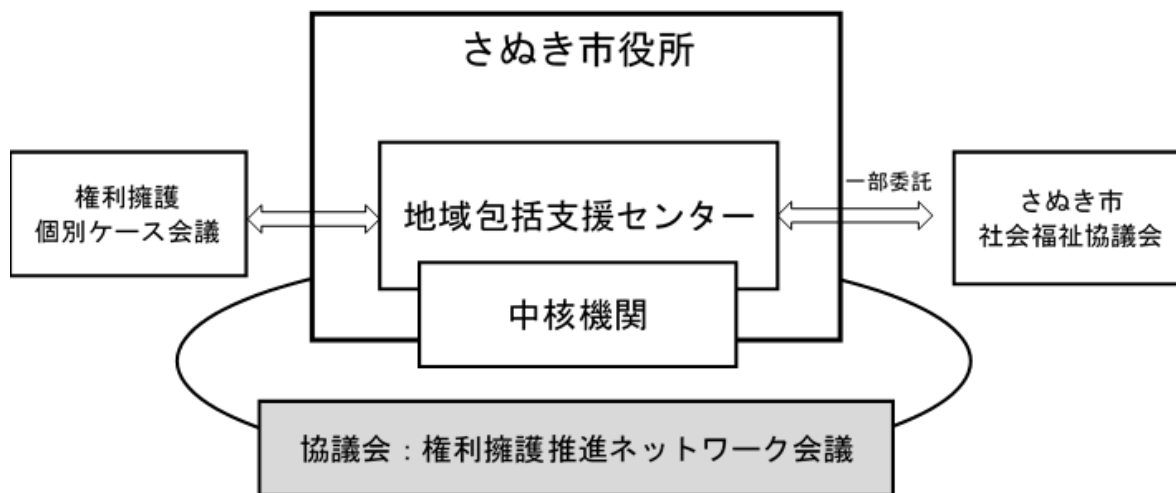 さぬき市役所
権利擁護
個別ケース会議
地域包括支援センター
一部委託
さぬき市
社会福祉協議会
中核機関
協議会：権利擁護推進ネットワーク会議